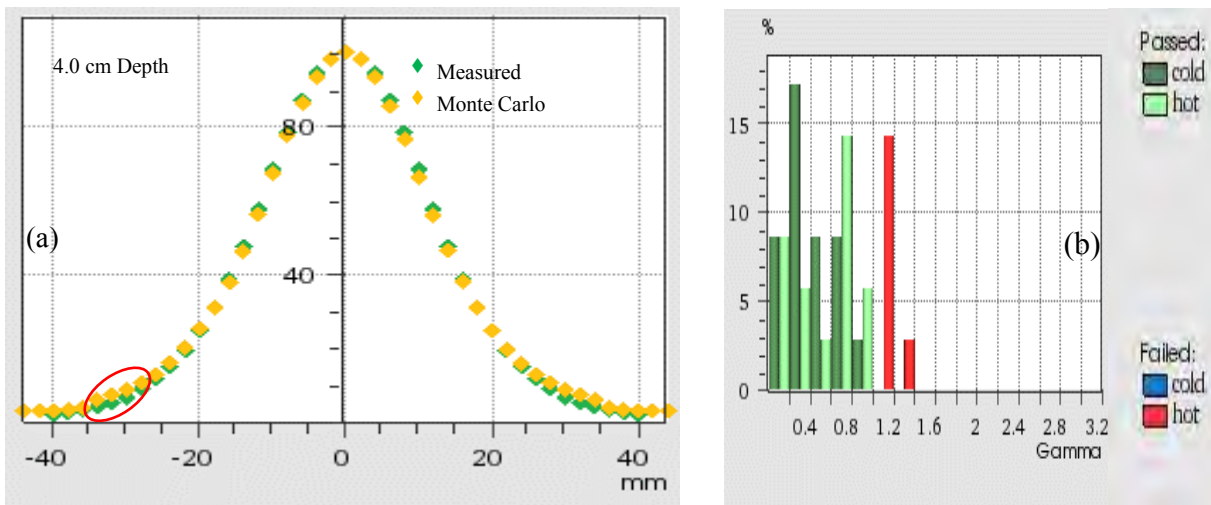 4.0 cm Depth
Measured
Monte Carlo
80
(a)
40
-40 -20 0 20 40
mm
%
15
10
(b)
5
0
0.4 0.8 1.2 1.6 2 2.4 2.8 3.2
Gamma
Passed:
cold
hot
Failed:
cold
hot